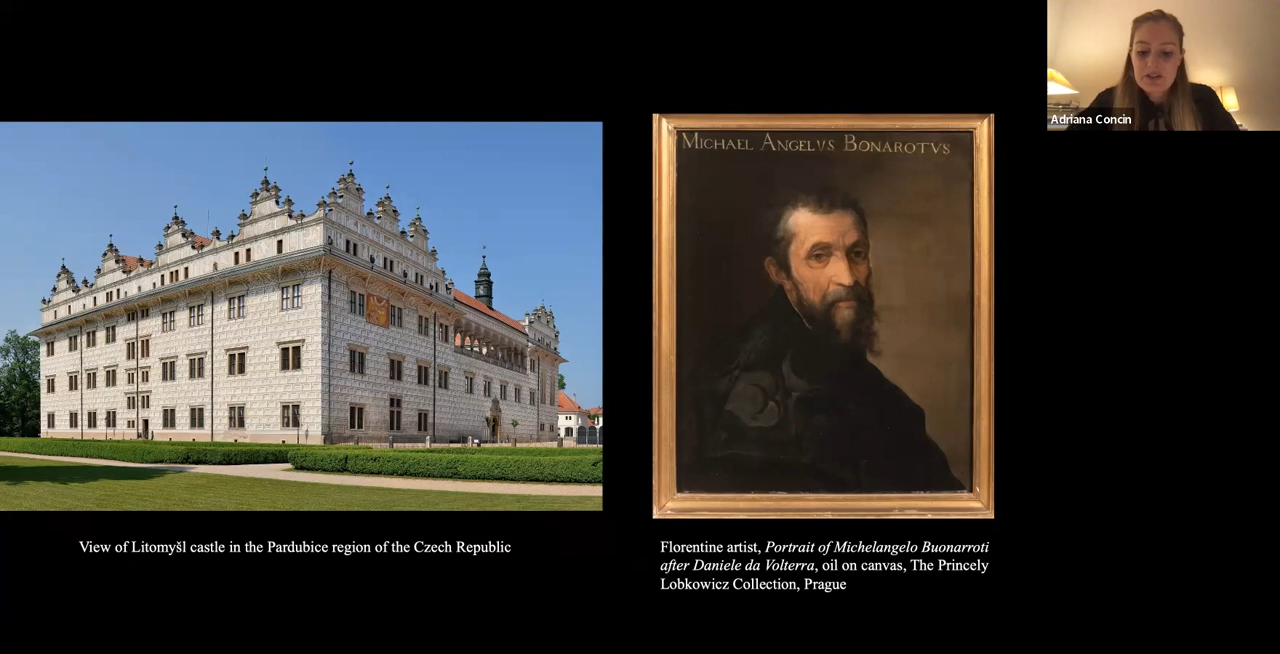 Adriana Concin
MICHAEL ANGELVS BONAROTVS
View of Litomyšl castle in the Pardubice region of the Czech Republic
Florentine artist, Portrait of Michelangelo Buonarroti
after Daniele da Volterra, oil on canvas, The Princely
Lobkowicz Collection, Prague